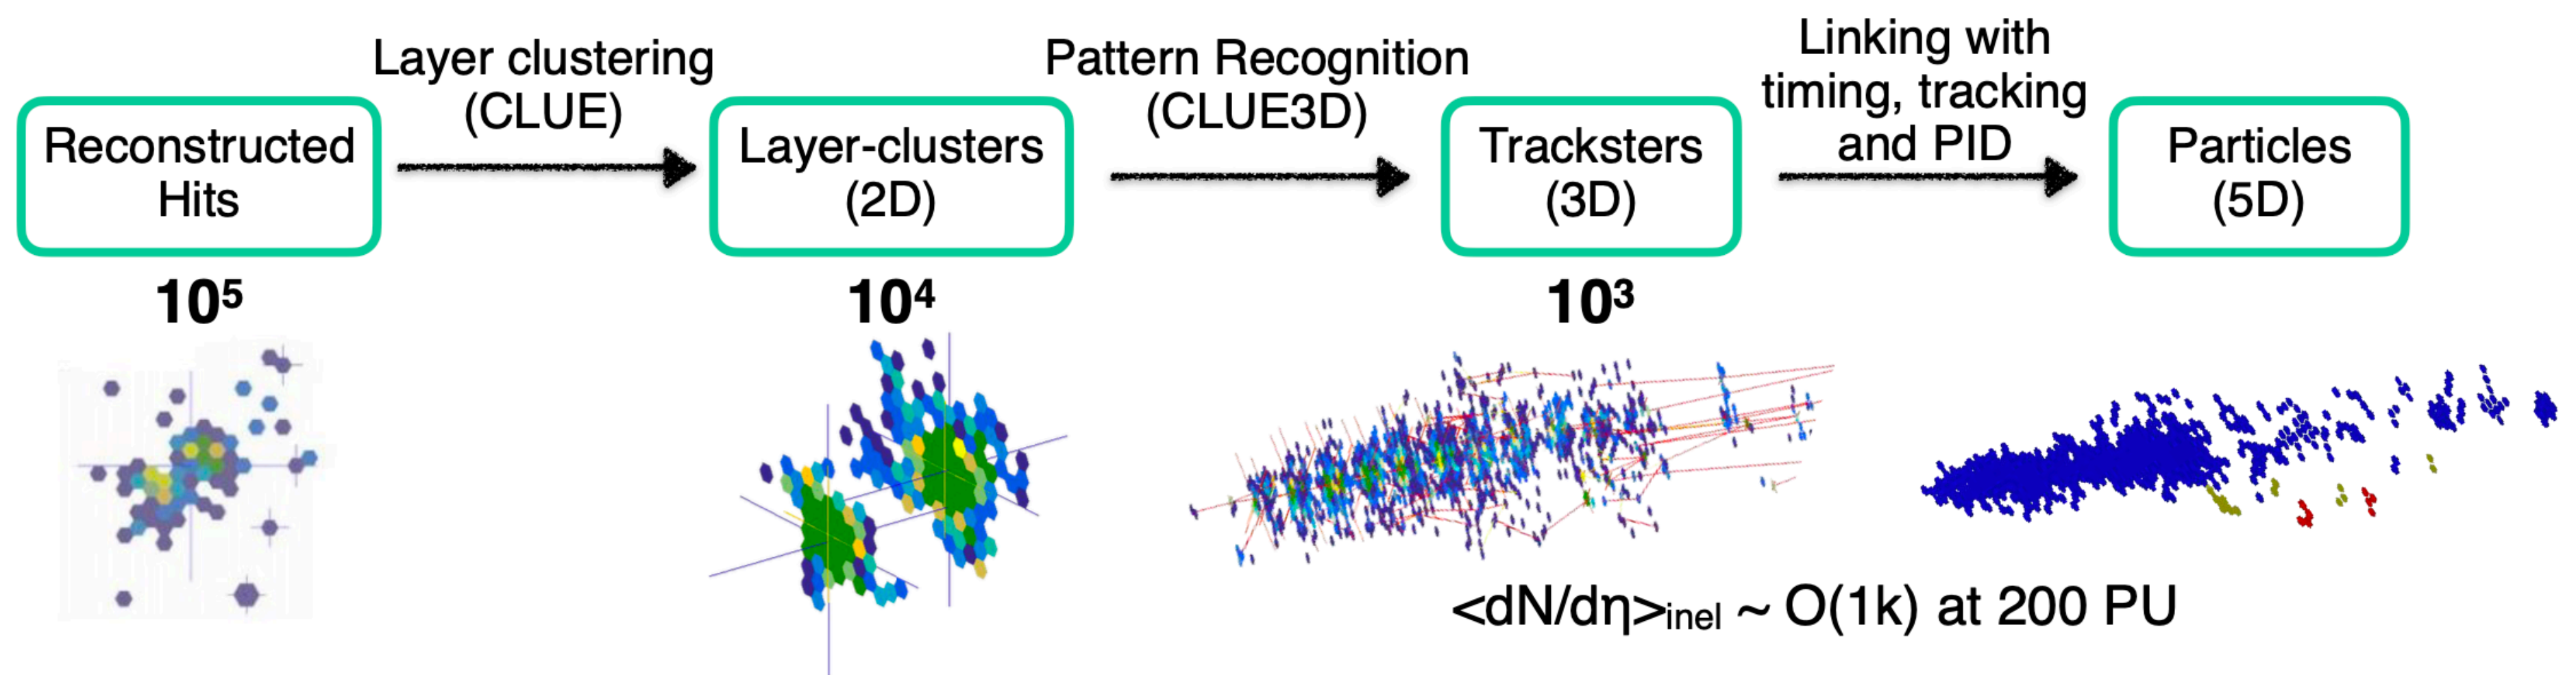 Reconstructed
Hits
10⁵
Layer clustering
(CLUE)
Layer-clusters
(2D)
10⁴
Pattern Recognition
(CLUE3D)
Tracksters
(3D)
10³
Linking with
timing, tracking
and PID
Particles
(5D)
<dN/dη>inel ~ O(1k) at 200 PU